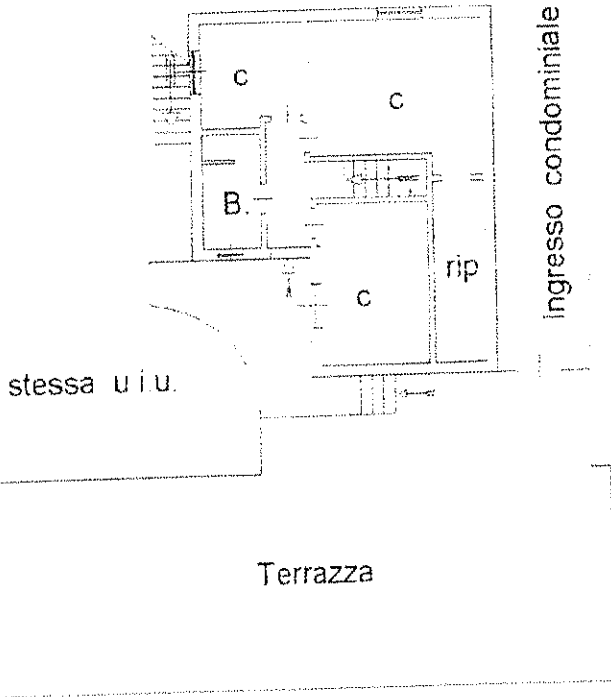 ingresso condominiale
c
c
B.
c
rip
stessa u.i.u.
Terrazza